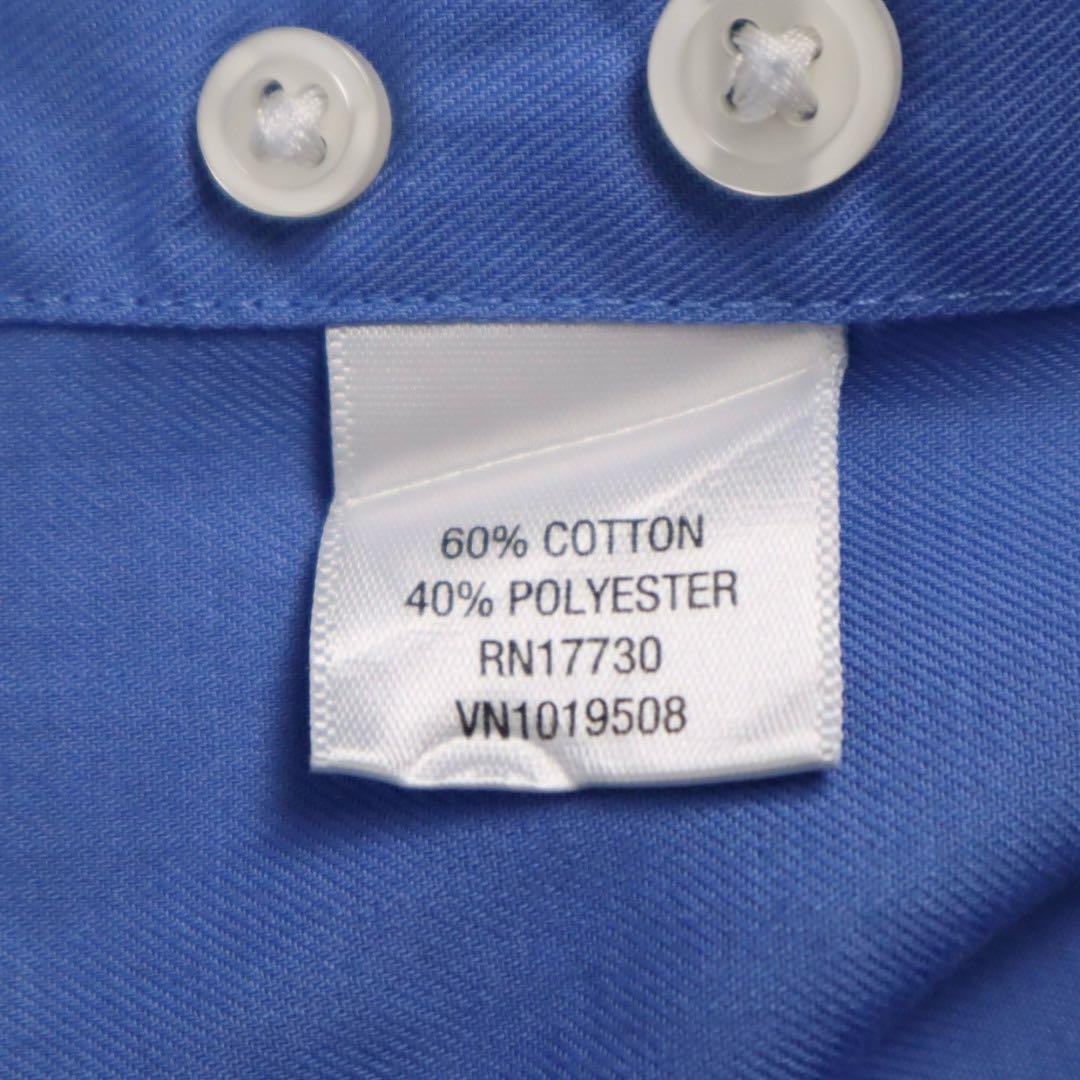 60% COTTON
40% POLYESTER
RN17730
VN1019508